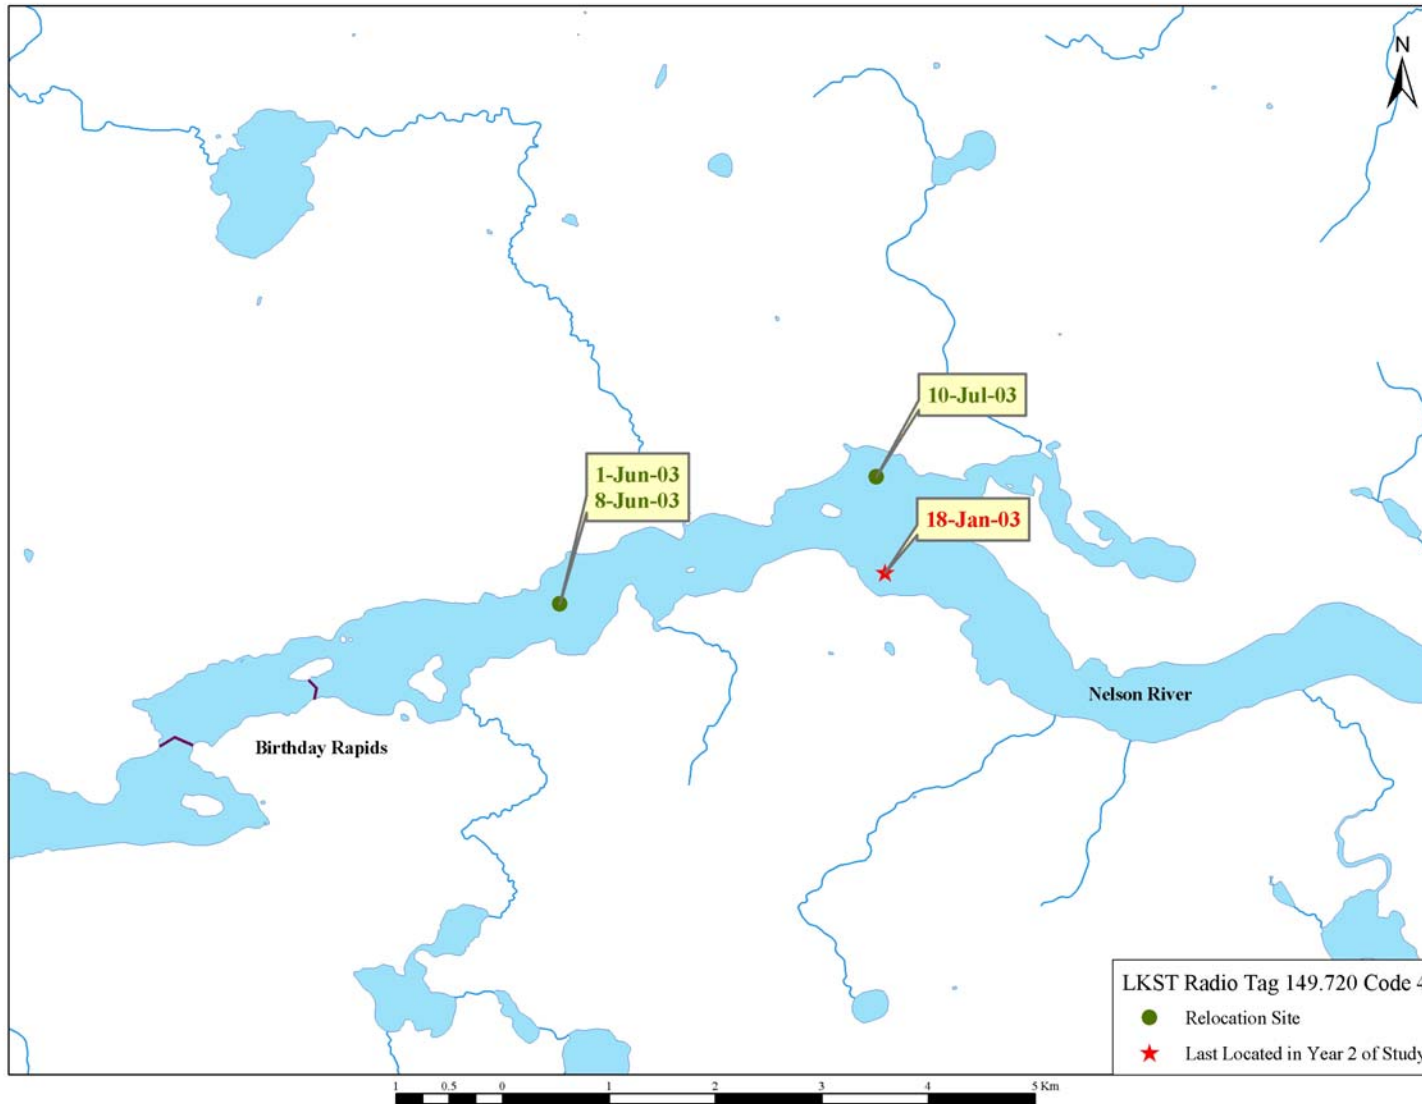 N
10-Jul-03
1-Jun-03
8-Jun-03
18-Jan-03
Nelson River
Birthday Rapids
LKST Radio Tag 149.720 Code 4
Relocation Site
Last Located in Year 2 of Study
1 0.5 0 1 2 3 4 5 Km